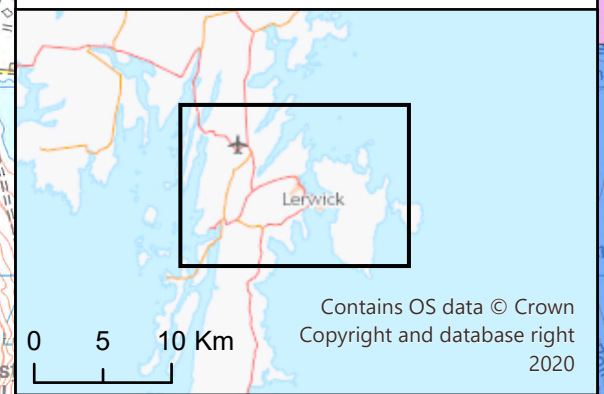 Lerwick
Contains OS data © Crown
Copyright and database right
2020
0 5 10 Km